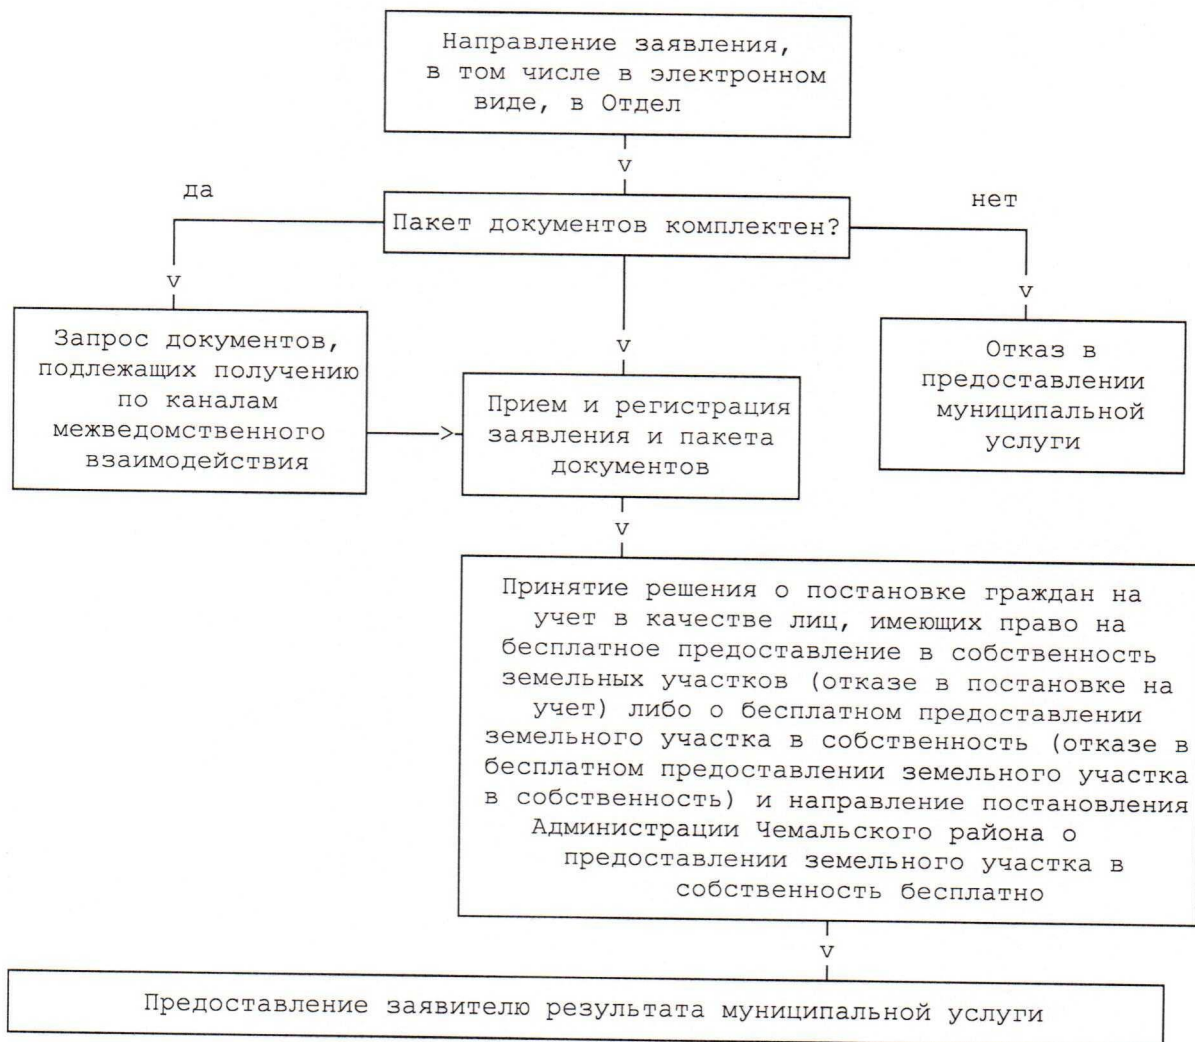 Направление заявления,
в том числе в электронном
виде, в Отдел
v
да
нет
Пакет документов комплектен?
v
v
v
Запрос документов,
подлежащих получению
по каналам
межведомственного
взаимодействия
>
Прием и регистрация
заявления и пакета
документов
Отказ в
предоставлении
муниципальной
услуги
v
Принятие решения о постановке граждан на
учет в качестве лиц, имеющих право на
бесплатное предоставление в собственность
земельных участков (отказе в постановке на
учет) либо о бесплатном предоставлении
земельного участка в собственность (отказе в
бесплатном предоставлении земельного участка
в собственность) и направление постановления
Администрации Чемальского района о
предоставлении земельного участка в
собственность бесплатно
v
Предоставление заявителю результата муниципальной услуги